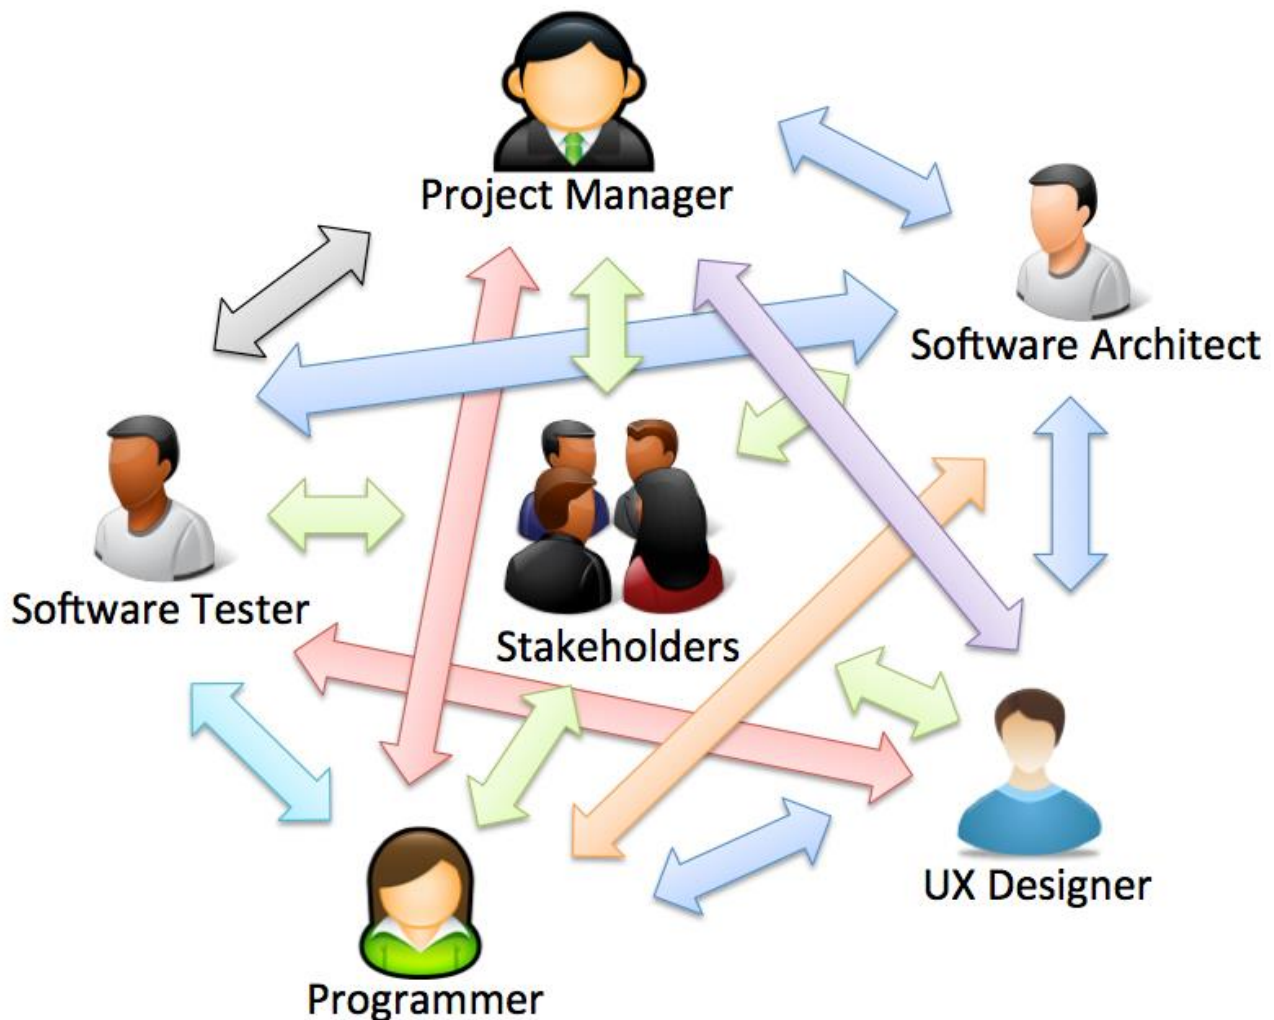 Project Manager
Software Architect
Software Tester
Stakeholders
UX Designer
Programmer